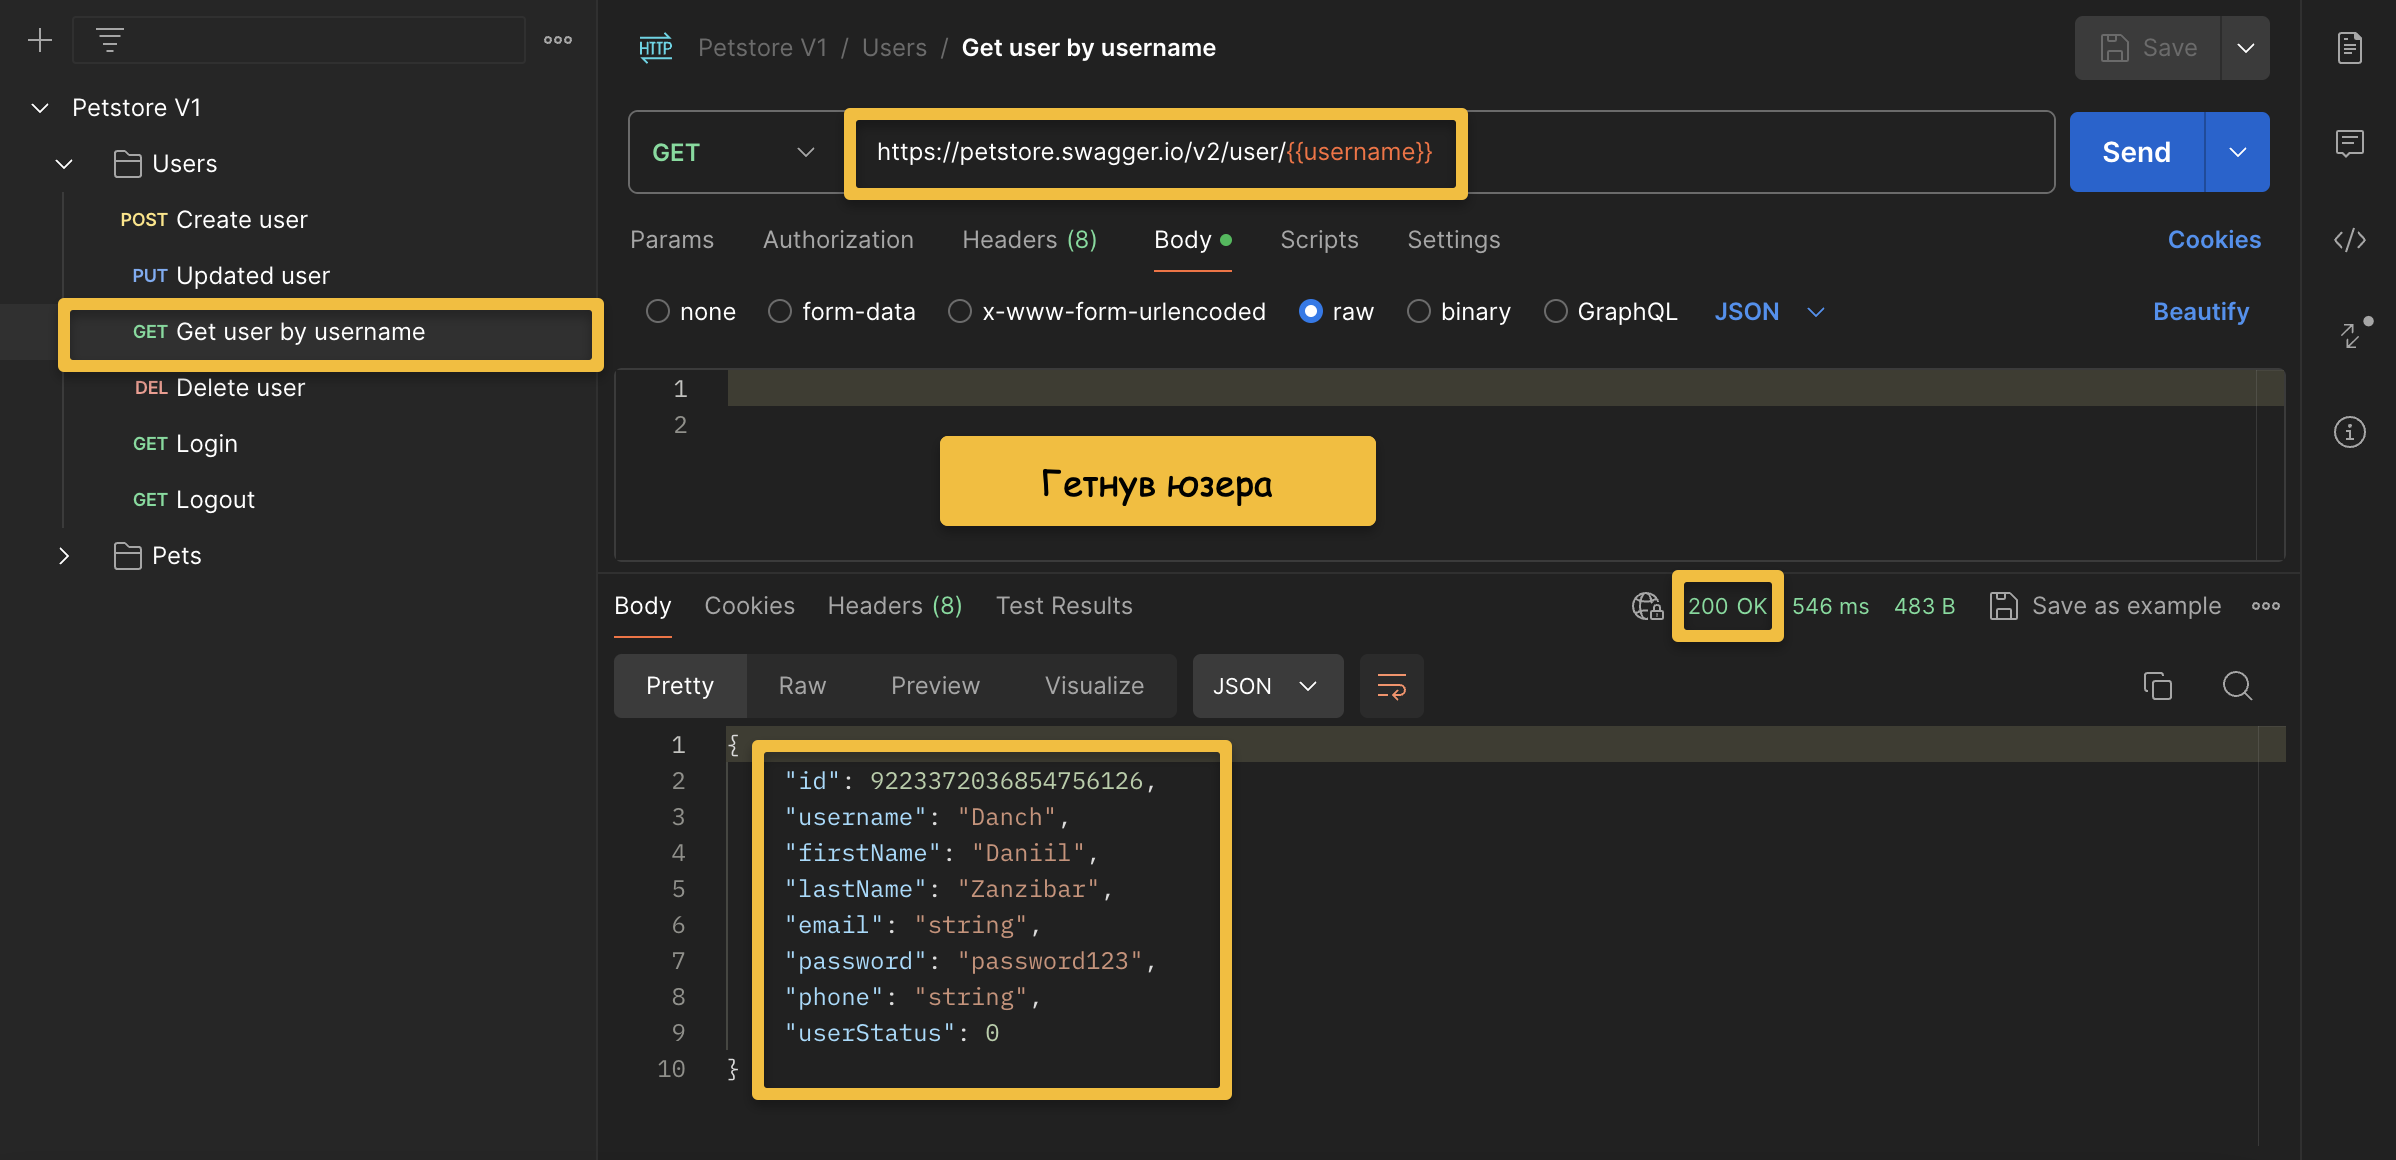 Petstore V1
Users
POST Create user
PUT Updated user
GET Get user by username
DEL Delete user
GET Login
GET Logout
Pets
HTTP Petstore V1 / Users / Get user by username
Save
GET https://petstore.swagger.io/v2/user/{{username}}
Send
Params Authorization Headers (8) Body Scripts Settings Cookies
none form-data x-www-form-urlencoded raw binary GraphQL JSON Beautify
1
2
Гетнув юзера
Body Cookies Headers (8) Test Results 200 OK 546 ms 483 B Save as example
Pretty Raw Preview Visualize JSON
1 {
2 "id": 9223372036854756126,
3 "username": "Danch",
4 "firstName": "Daniil",
5 "lastName": "Zanzibar",
6 "email": "string",
7 "password": "password123",
8 "phone": "string",
9 "userStatus": 0
10 }